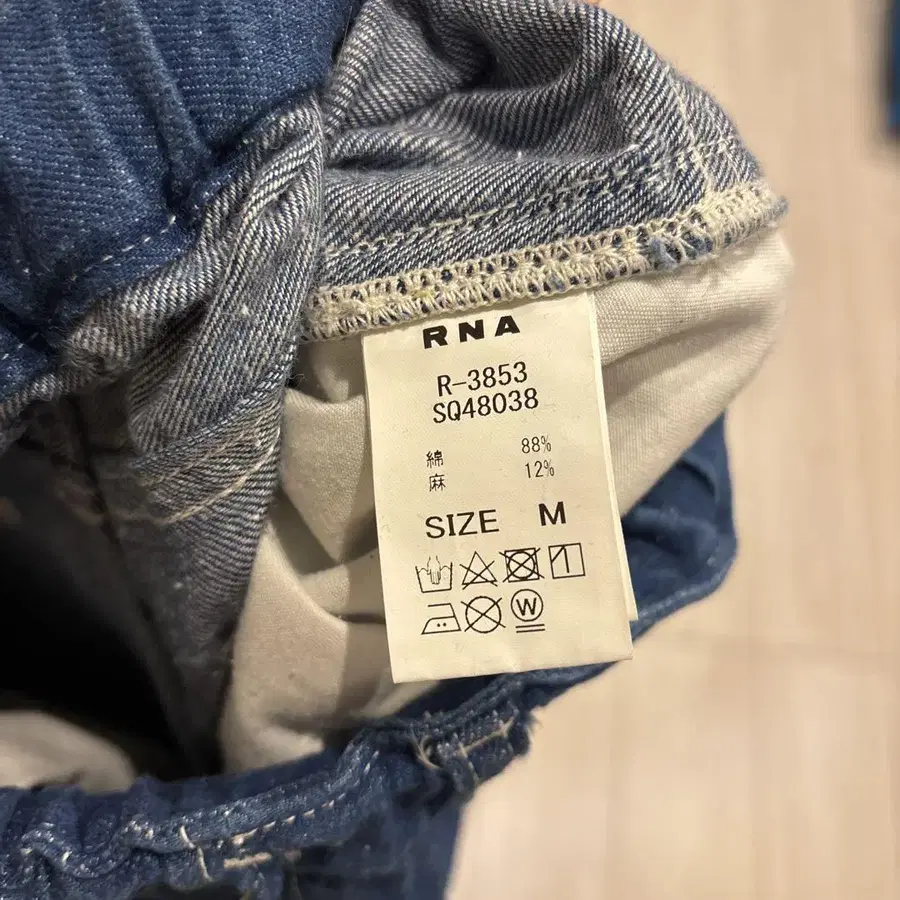 RNA
R-3853
SQ48038
綿 88%
麻 12%
SIZE M
W